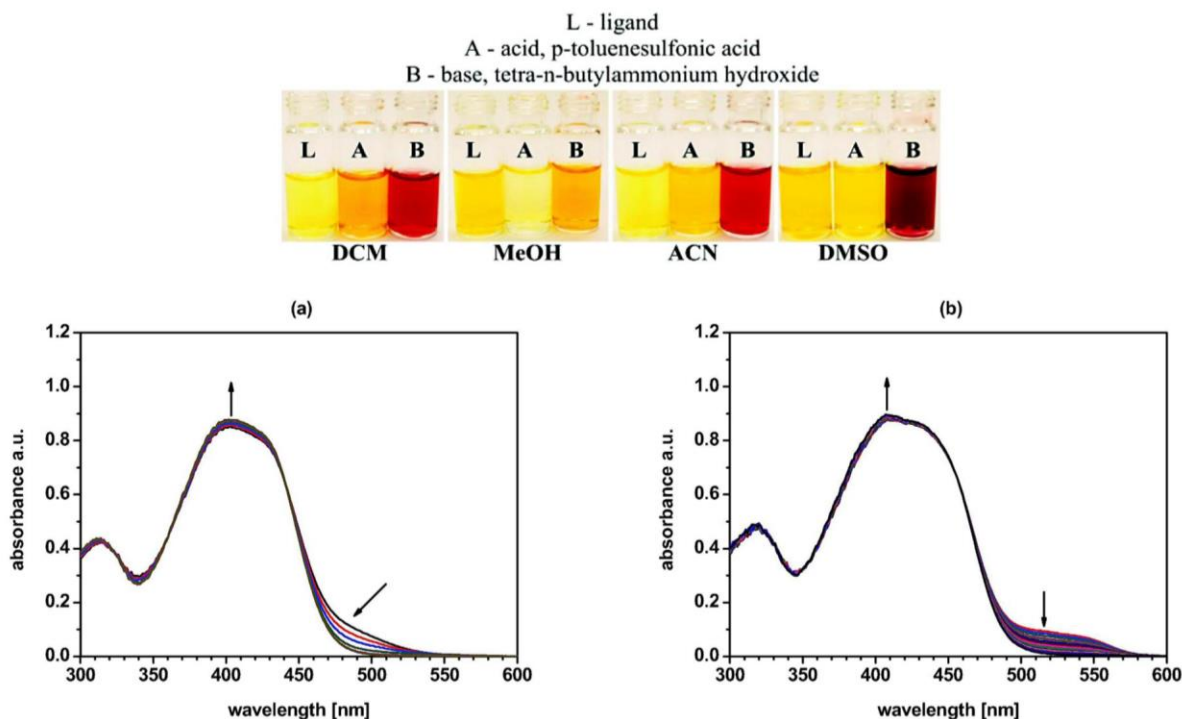 L - ligand
A - acid, p-toluenesulfonic acid
B - base, tetra-n-butylammonium hydroxide
L A B L A B L A B L A B
DCM MeOH ACN DMSO
(a)
1.2
1.0
0.8
0.6
0.4
0.2
0.0
absorbance a.u.
300 350 400 450 500 550 600
wavelength [nm]
(b)
1.2
1.0
0.8
0.6
0.4
0.2
0.0
absorbance a.u.
300 350 400 450 500 550 600
wavelength [nm]